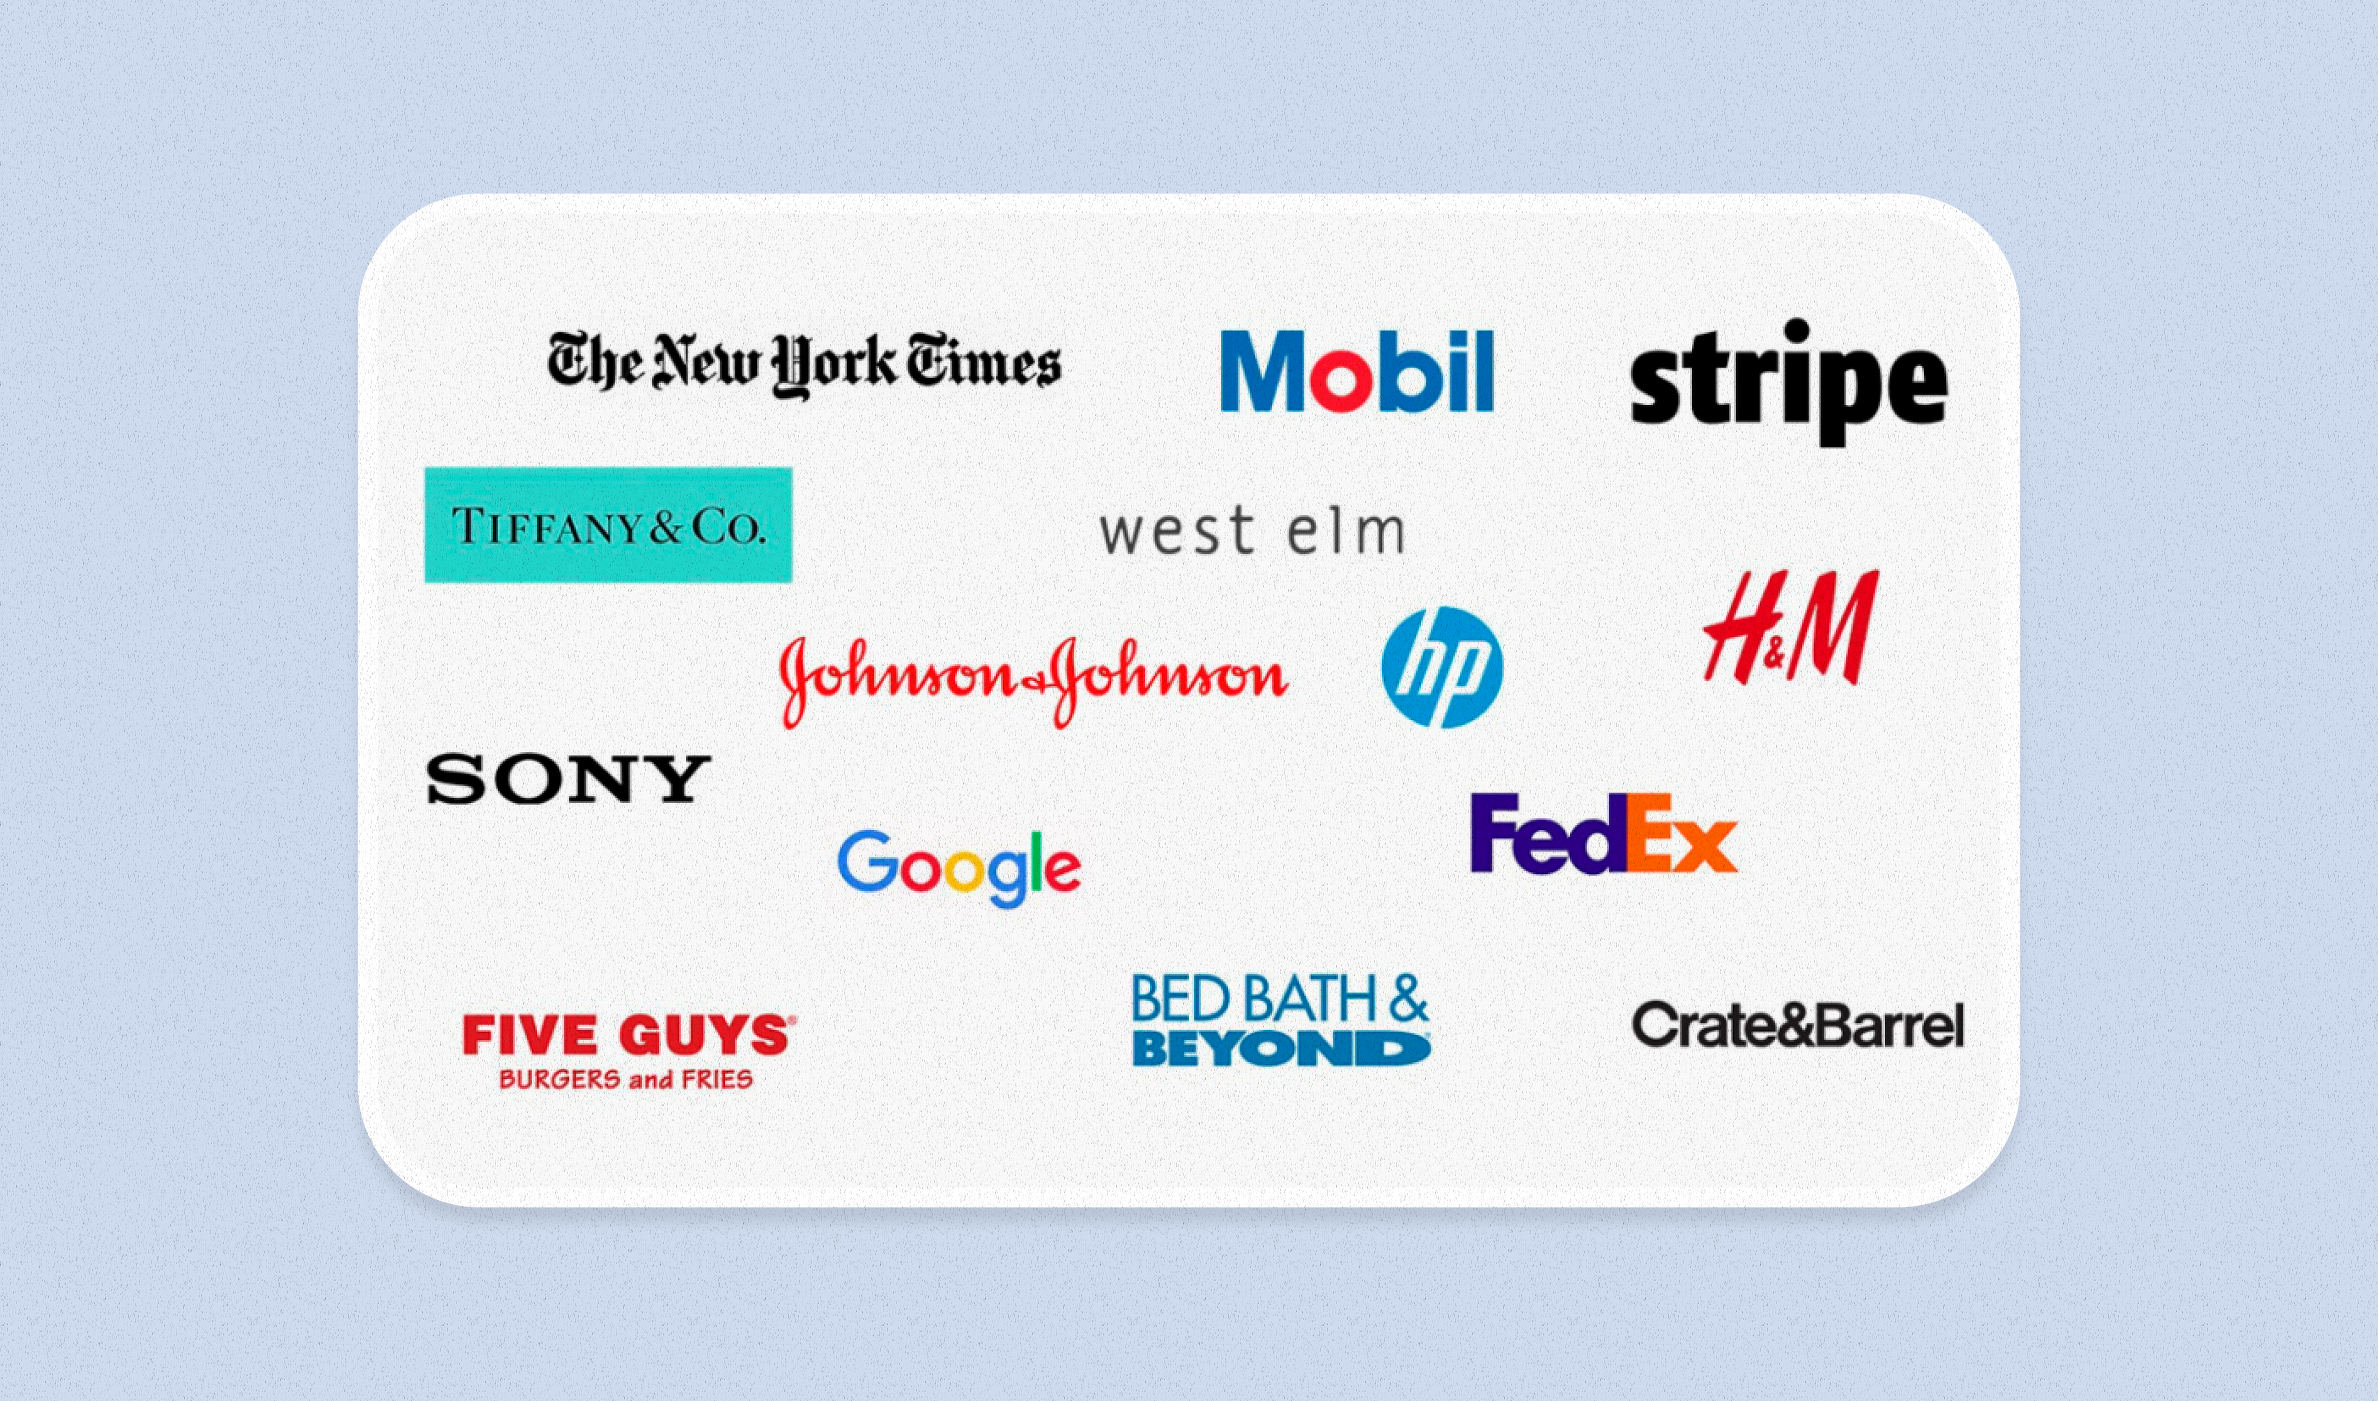 The New York Times
Mobil
stripe
TIFFANY & CO.
west elm
Johnson & Johnson
hp
H&M
SONY
Google
FedEx
FIVE GUYS®
BURGERS and FRIES
BED BATH &
BEYOND
Crate&Barrel